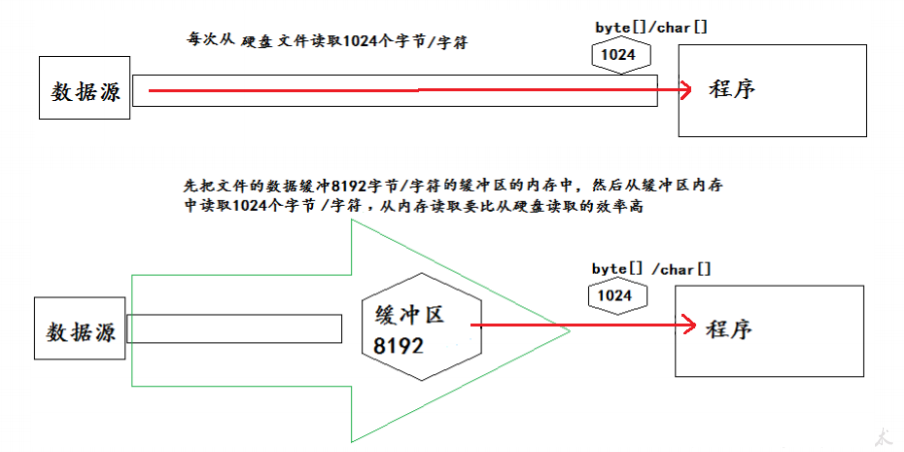 每次从 硬盘 文件读取1024个字节/字符
byte[]/char[]
1024
数据源
程序
先把文件的数据缓冲8192字节/字符的缓冲区的内存中，然后从缓冲区内存
中读取1024个字节 /字符 ，从内存读取要比从硬盘读取的效率高
byte[] /char[]
1024
数据源
缓冲区
8192
程序